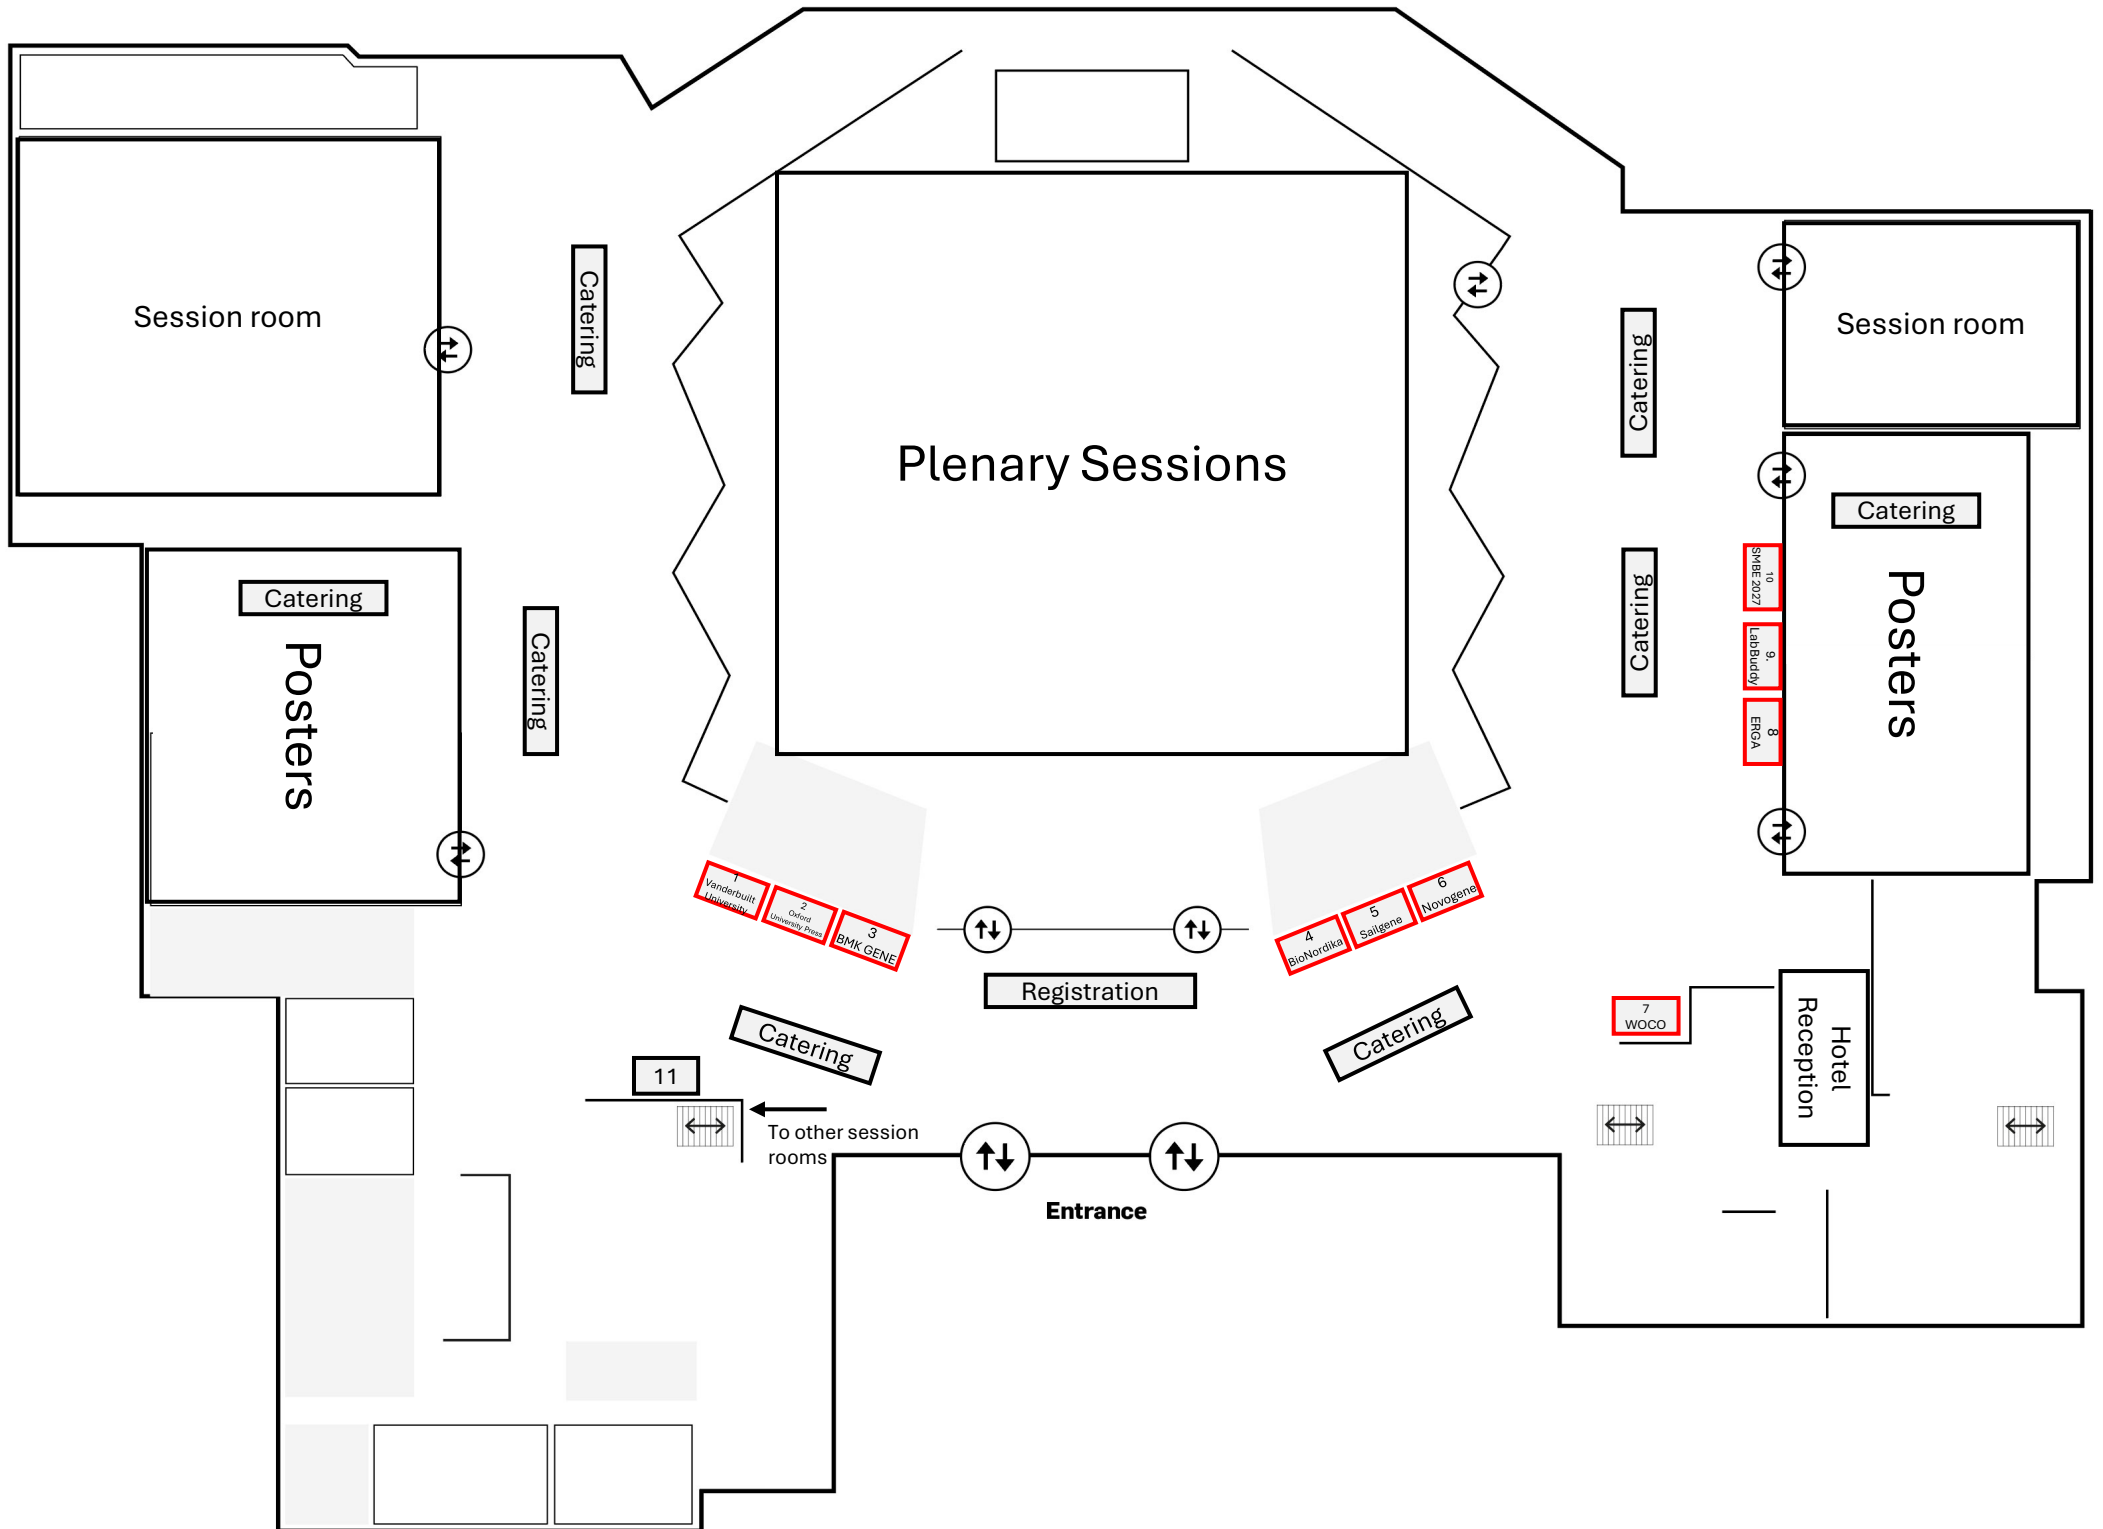 Session room
Catering
Plenary Sessions
Catering
Session room
Catering
Posters
Catering
Catering
Catering
Posters
10
SMBE 2027
9.
LabBuddy
8
ERGA
1
Vanderbuilt
University
2
Oxford
University Press
3
BMK GENE
4
BioNordika
5
Sailgene
6
Novogene
Registration
Catering
Catering
7
WOCO
Hotel
Reception
11
To other session
rooms
Entrance